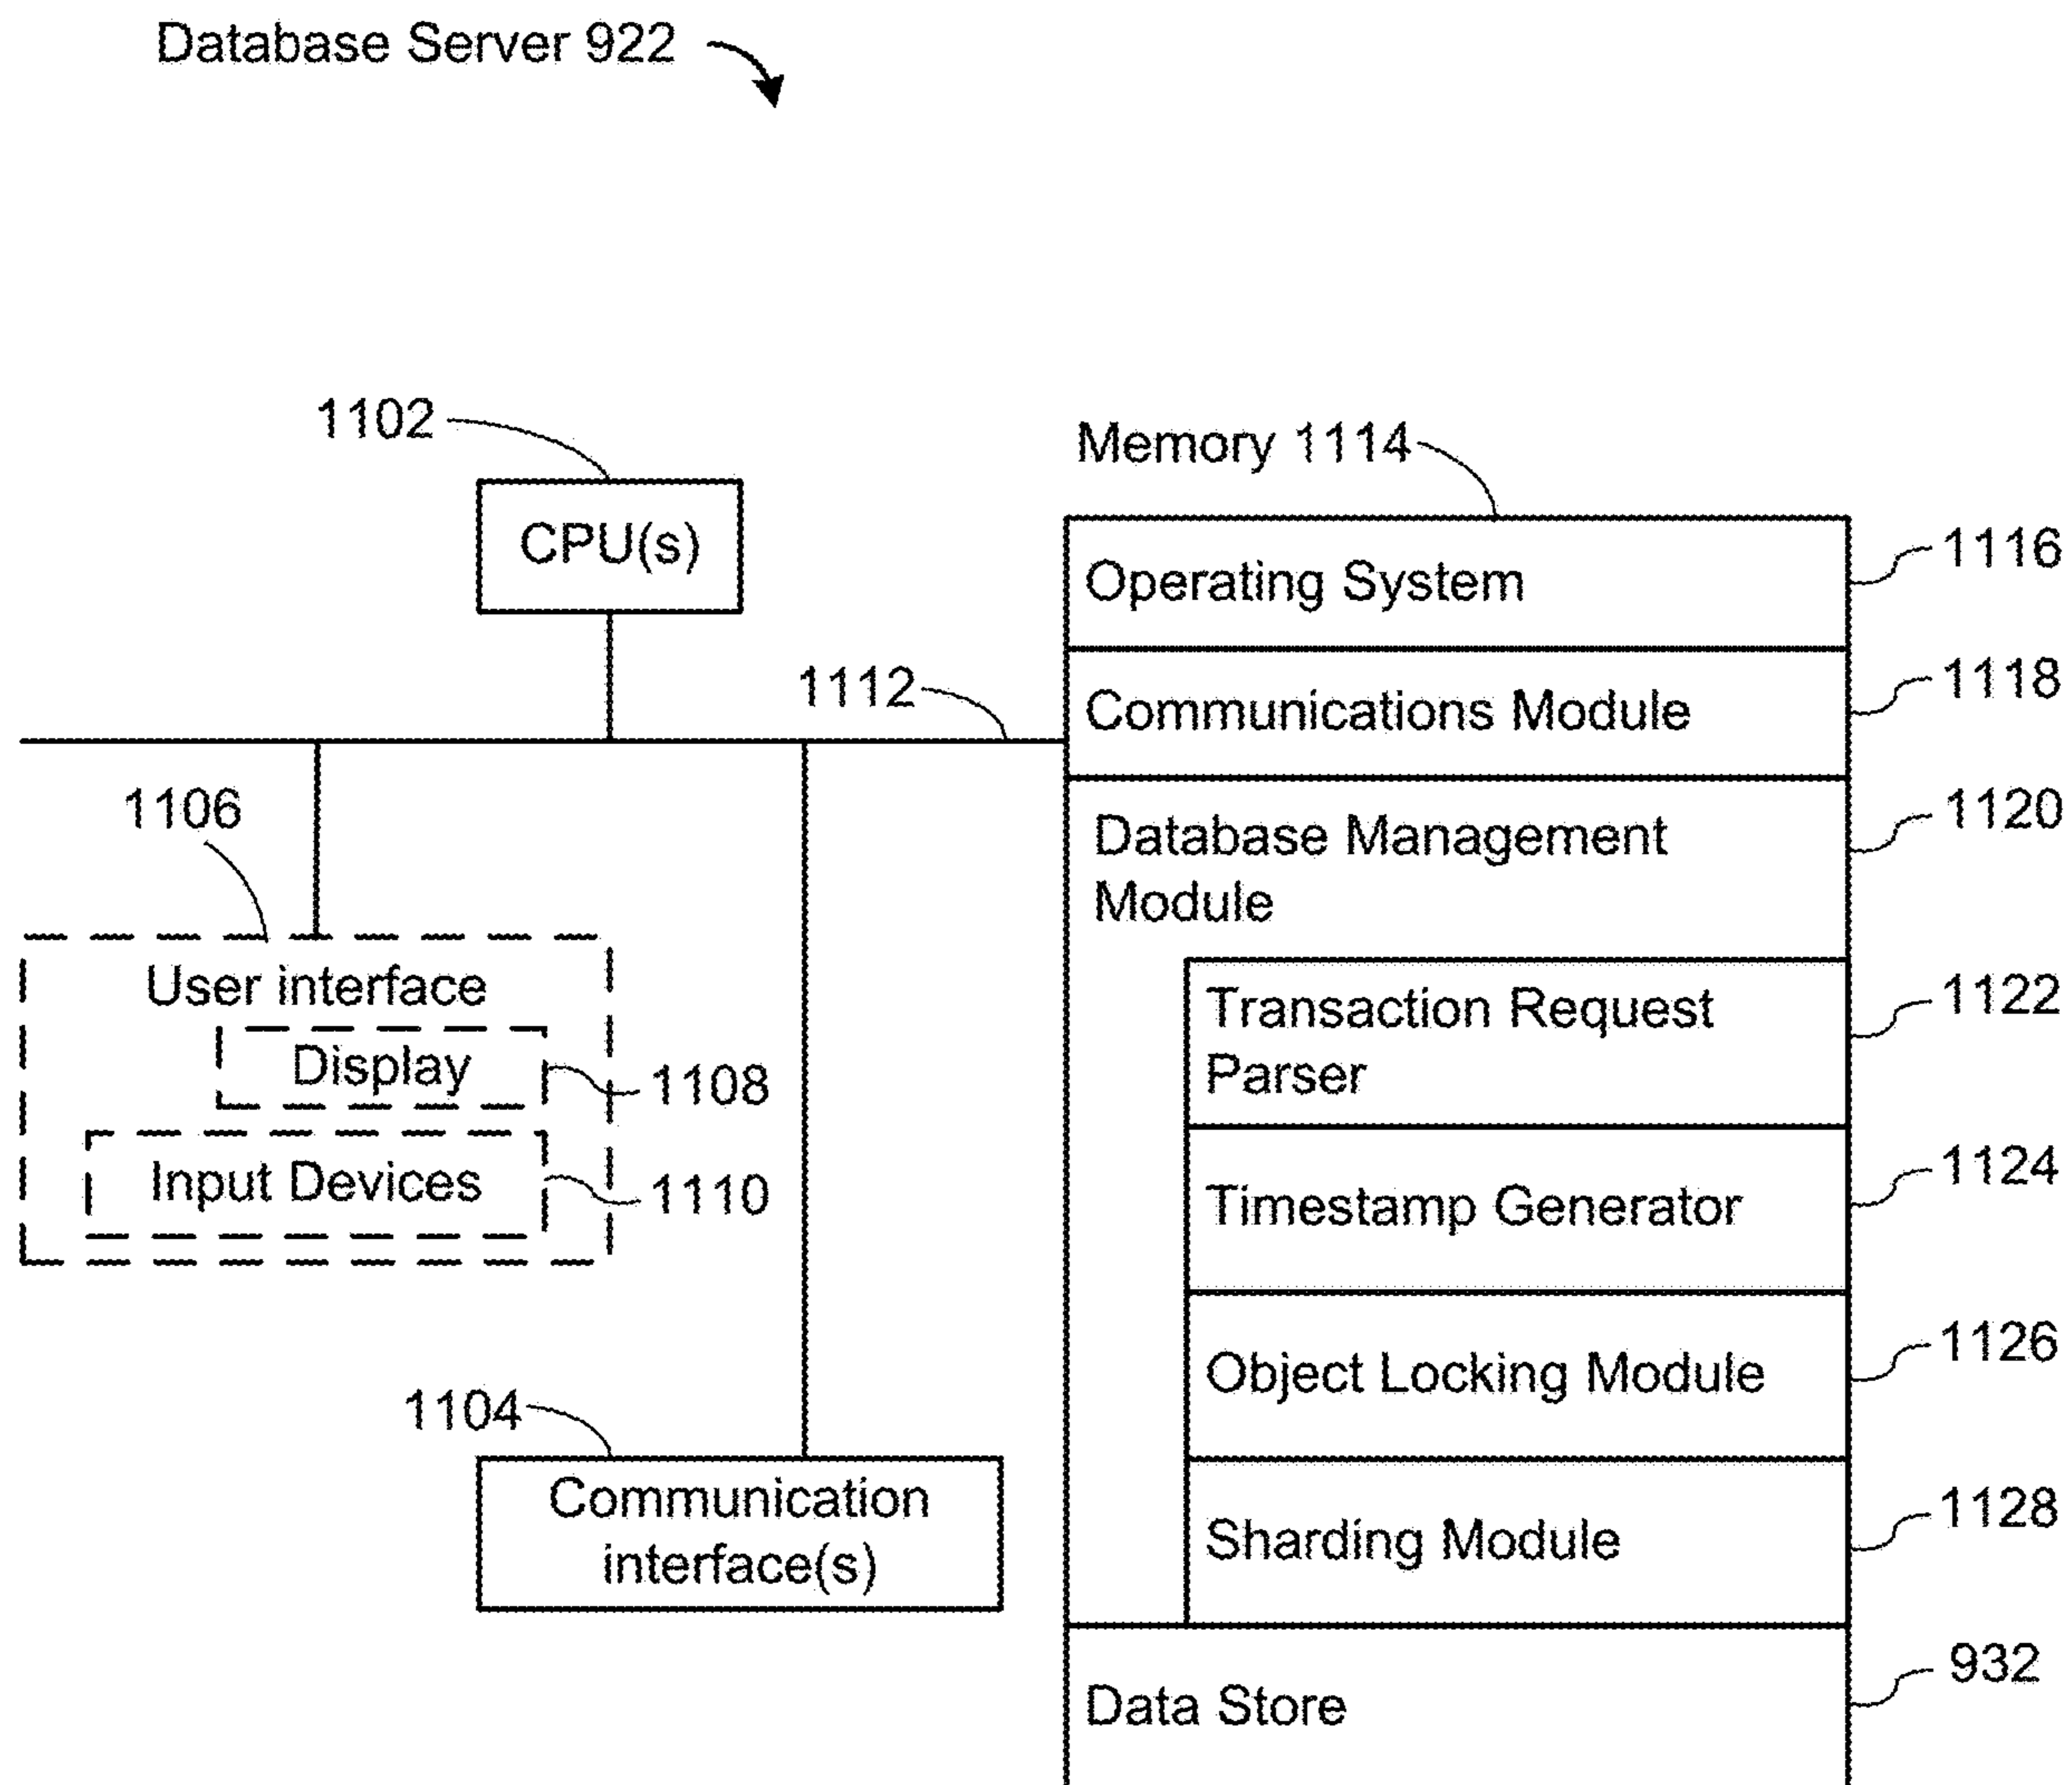 Database Server 922
1102
CPU(s)
Memory 1114
Operating System
1116
Communications Module
1118
1112
Database Management
Module
1120
1106
User interface
Display
1108
Input Devices
1110
Transaction Request
Parser
1122
Timestamp Generator
1124
Object Locking Module
1126
1104
Communication
interface(s)
Sharding Module
1128
Data Store
932